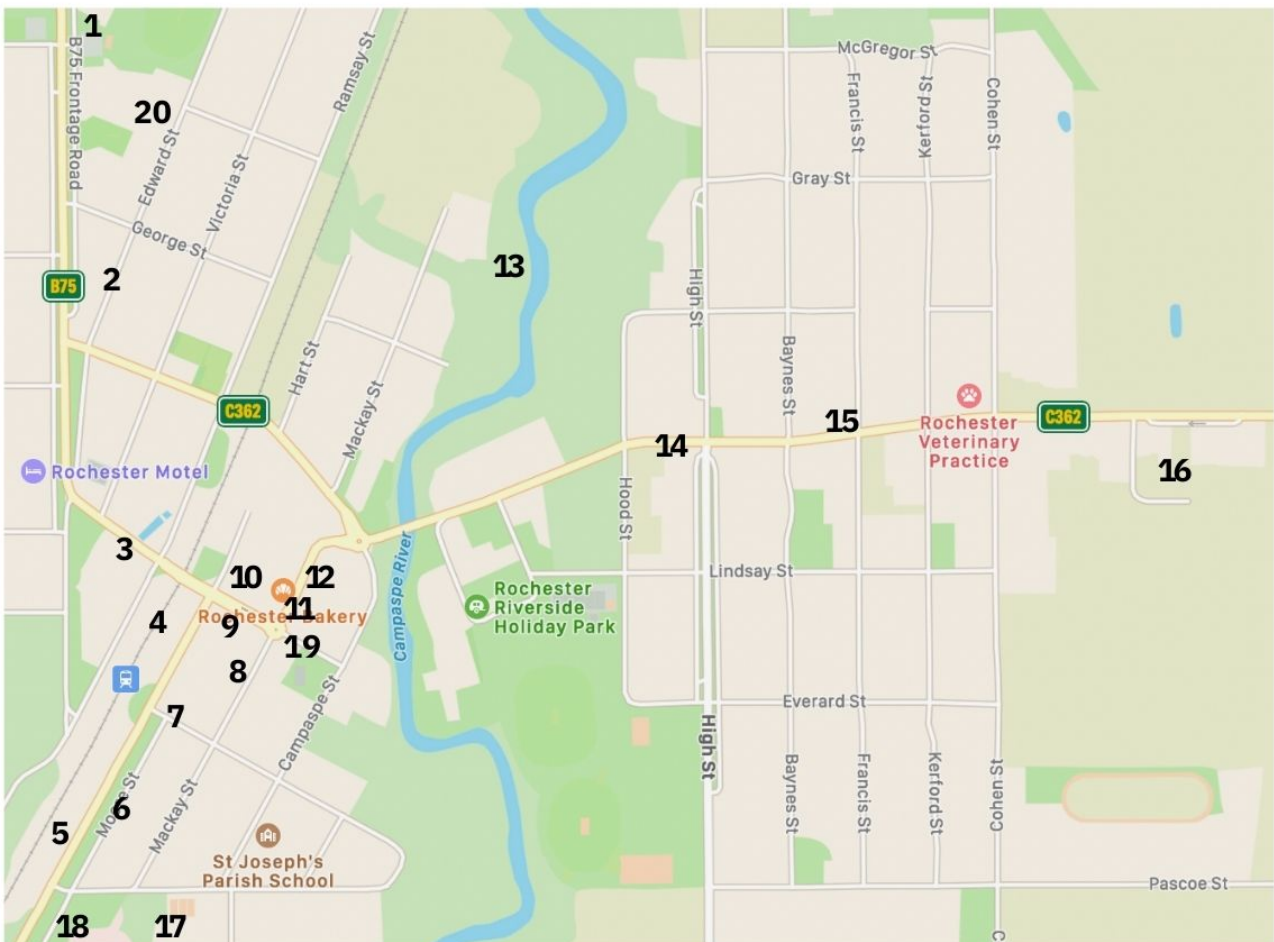 1
B75 Frontage Road
Ramsay St
McGregor St
Francis St
Kerford St
Cohen St
20
Edward St
Victoria St
Gray St
George St
13
2
B75
High St
Hart St
Baynes St
C362
Mackay St
15
C362
Rochester
Veterinary
Practice
14
16
Rochester Motel
Hood St
3
Campaspe River
Lindsay St
10
12
Rochester Bakery
11
Rochester
Riverside
Holiday Park
4
9
19
8
7
Campaspe St
Everard St
High St
Moore St
6
Mackay St
5
Baynes St
Francis St
Kerford St
Cohen St
St Joseph's
Parish School
Pascoe St
18
17
C